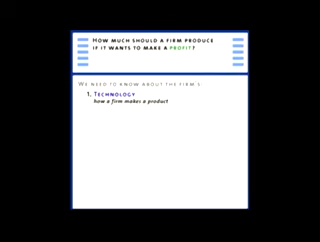 How much should a firm produce
if it wants to make a profit?
We need to know about the firm's
1. Technology
how a firm makes a product